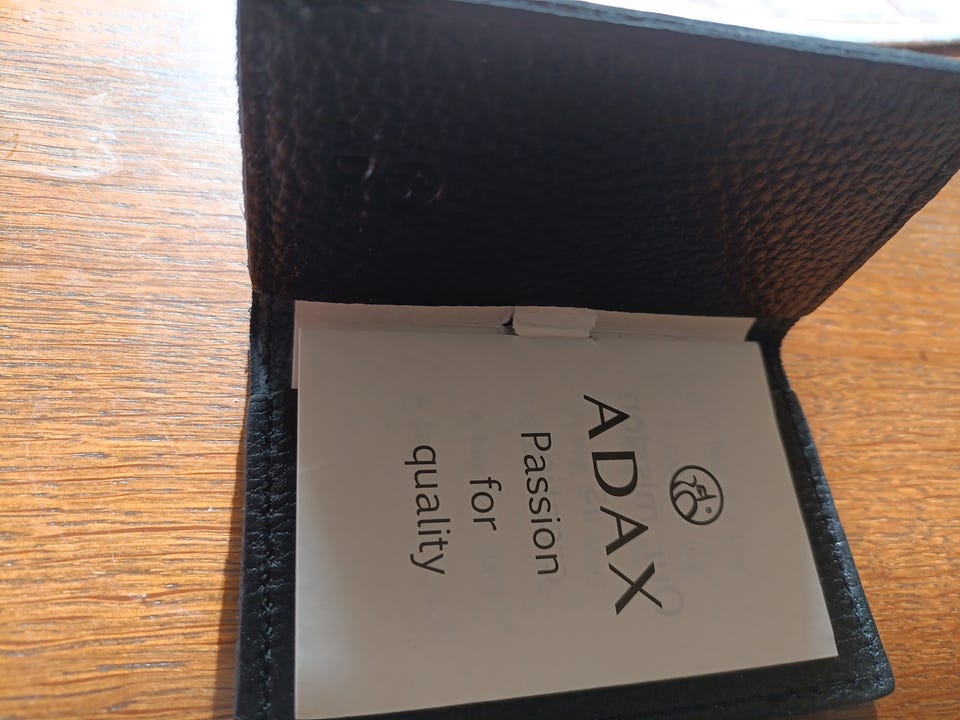 ADAX
Passion
for
quality